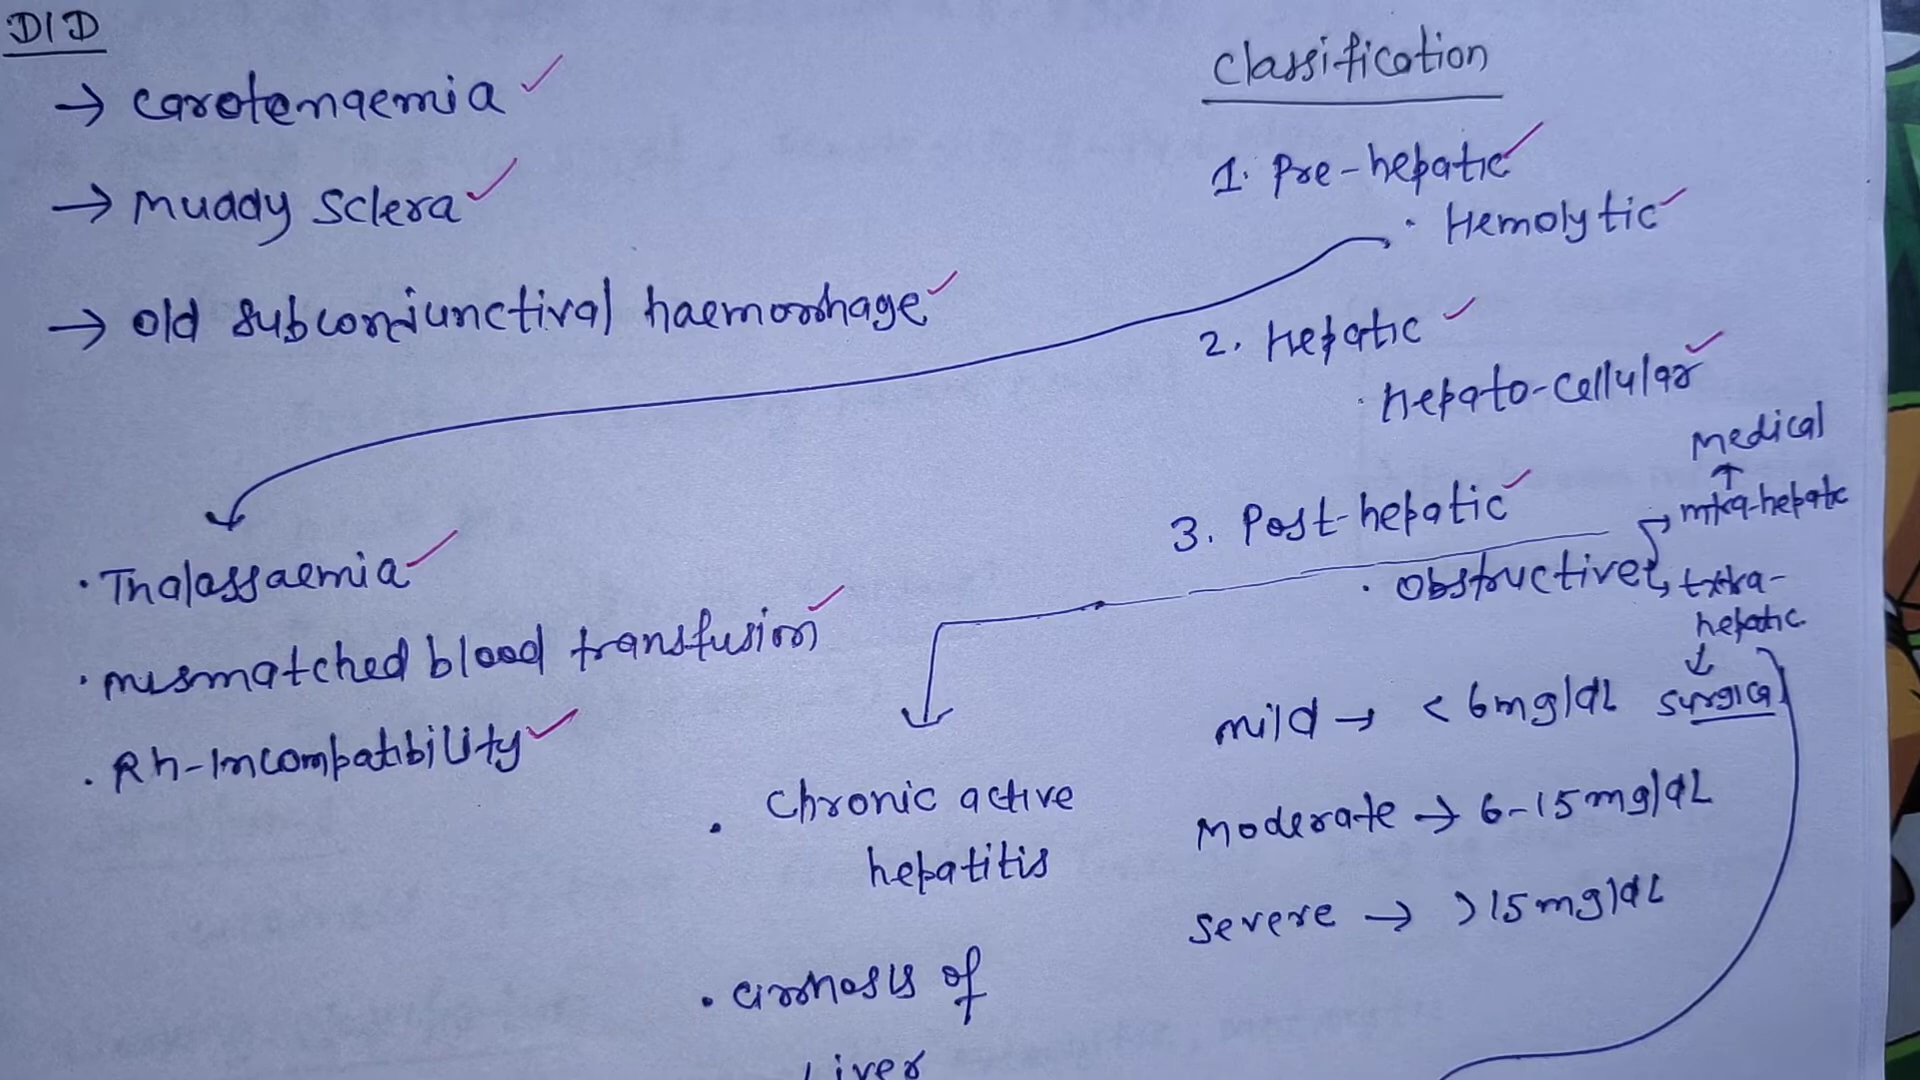 D/D
→ carotenaemia ✓
→ Muddy sclera ✓
→ old subconjunctival haemorrhage ✓
Classification
1. Pre-hepatic ✓
· Hemolytic ✓
2. Hepatic ✓
· Hepato-cellular ✓
3. Post-hepatic ✓
· Obstructive
→ intra-hepatic
↑
Medical
→ Extra-
hepatic
↓
Surgical
· Thalassaemia ✓
· mismatched blood transfusion ✓
· Rh-Incompatibility ✓
· Chronic active
hepatitis
· cirrhosis of
liver
mild → < 6mg/dL
Moderate → 6-15mg/dL
Severe → >15mg/dL